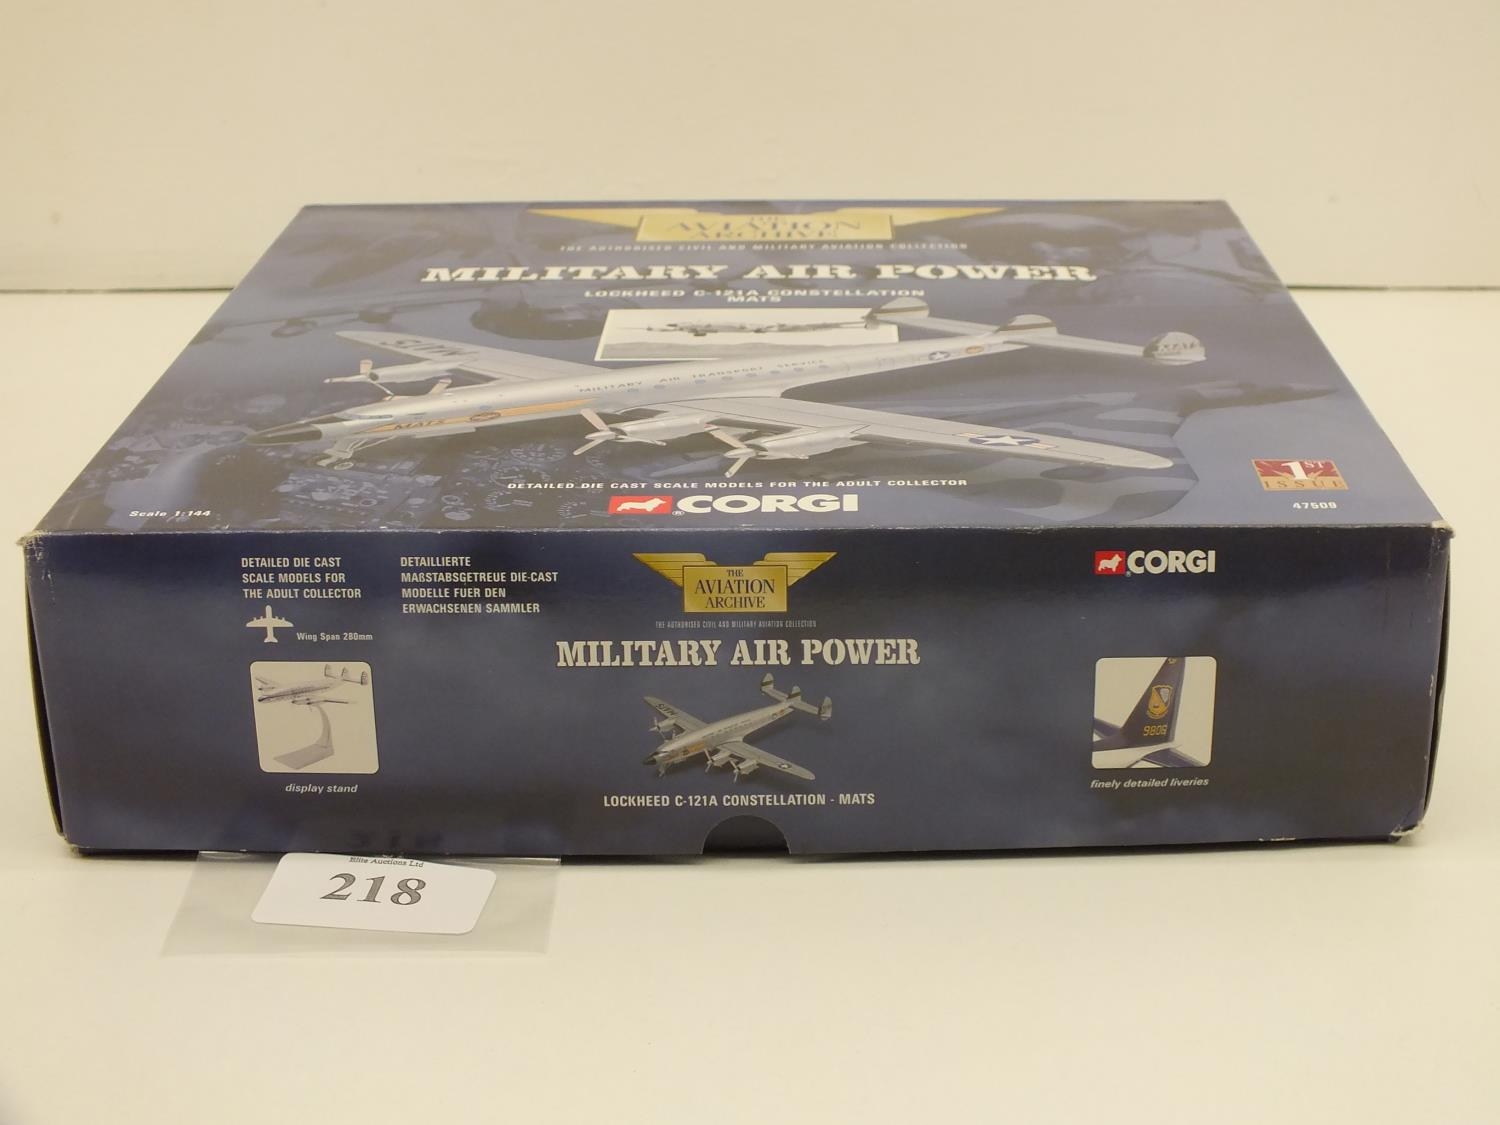 THE
AVIATION
ARCHIVE
THE AUTHORISED CIVIL AND MILITARY AVIATION COLLECTION
MILITARY AIR POWER
LOCKHEED C-121A CONSTELLATION
MATS
MATS
MILITARY AIR TRANSPORT SERVICE
MATS
DETAILED DIE CAST SCALE MODELS FOR THE ADULT COLLECTOR
CORGI
Scale 1:144
1ST
ISSUE
47509
DETAILED DIE CAST
SCALE MODELS FOR
THE ADULT COLLECTOR
Wing Span 280mm
DETAILLIERTE
MAßSTABSGETREUE DIE-CAST
MODELLE FUER DEN
ERWACHSENEN SAMMLER
THE
AVIATION
ARCHIVE
THE AUTHORISED CIVIL AND MILITARY AVIATION COLLECTION
MILITARY AIR POWER
MATS
LOCKHEED C-121A CONSTELLATION - MATS
CORGI
display stand
9806
finely detailed liveries
Elite Auctions Ltd
218